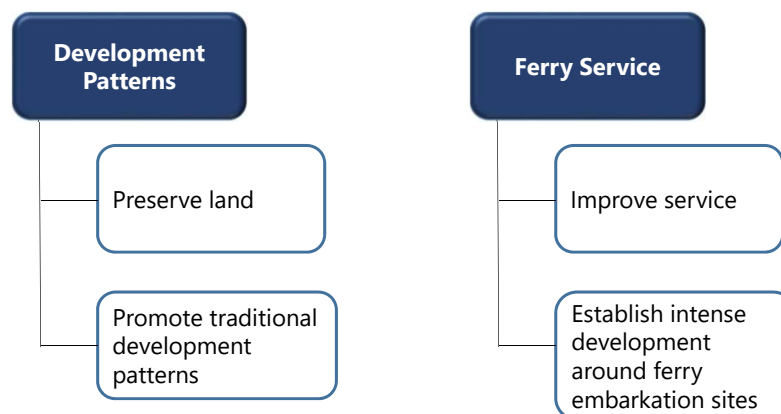 Development
Patterns
Preserve land
Promote traditional
development
patterns
Ferry Service
Improve service
Establish intense
development
around ferry
embarkation sites